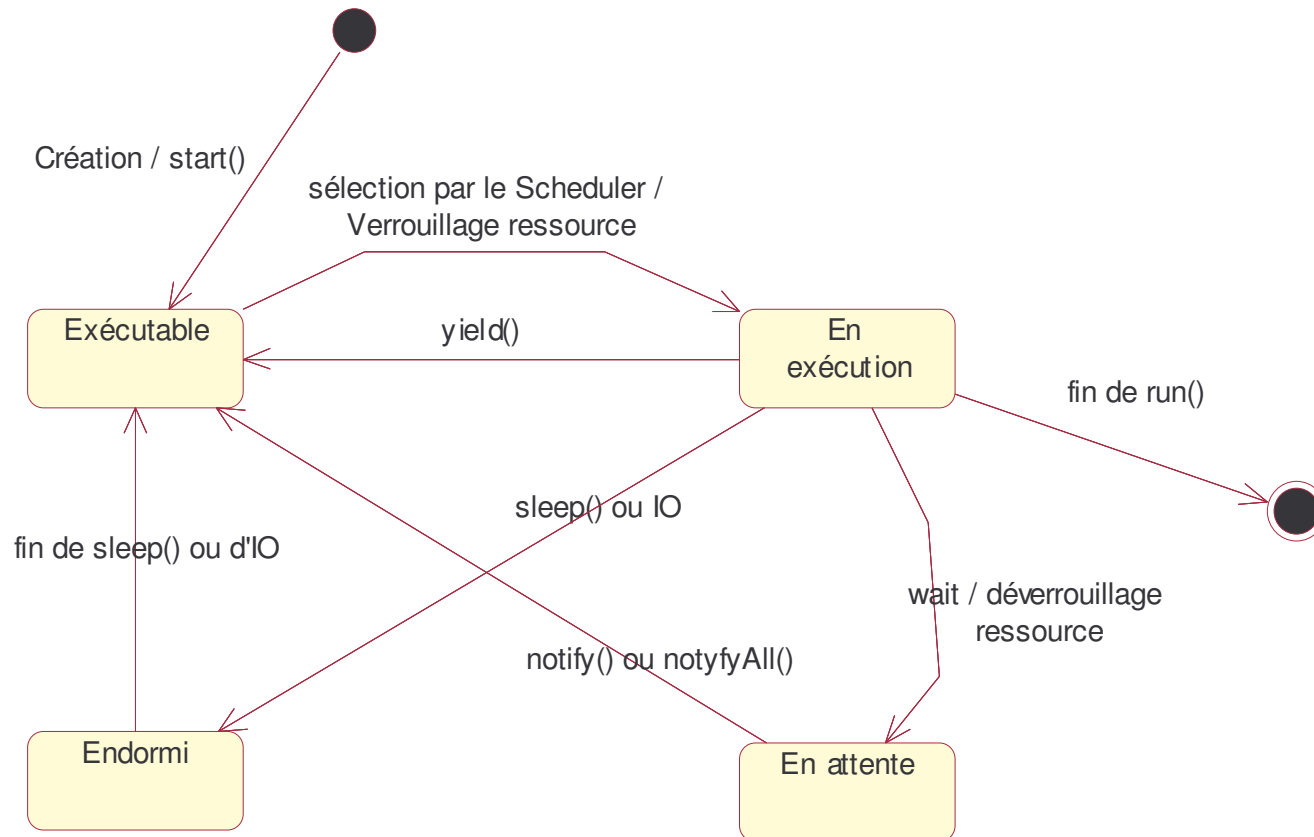 Création / start()
sélection par le Scheduler /
Verrouillage ressource
Exécutable
yield()
En
exécution
fin de run()
sleep() ou IO
fin de sleep() ou d'IO
wait / déverrouillage
ressource
notify() ou notyfyAll()
Endormi
En attente